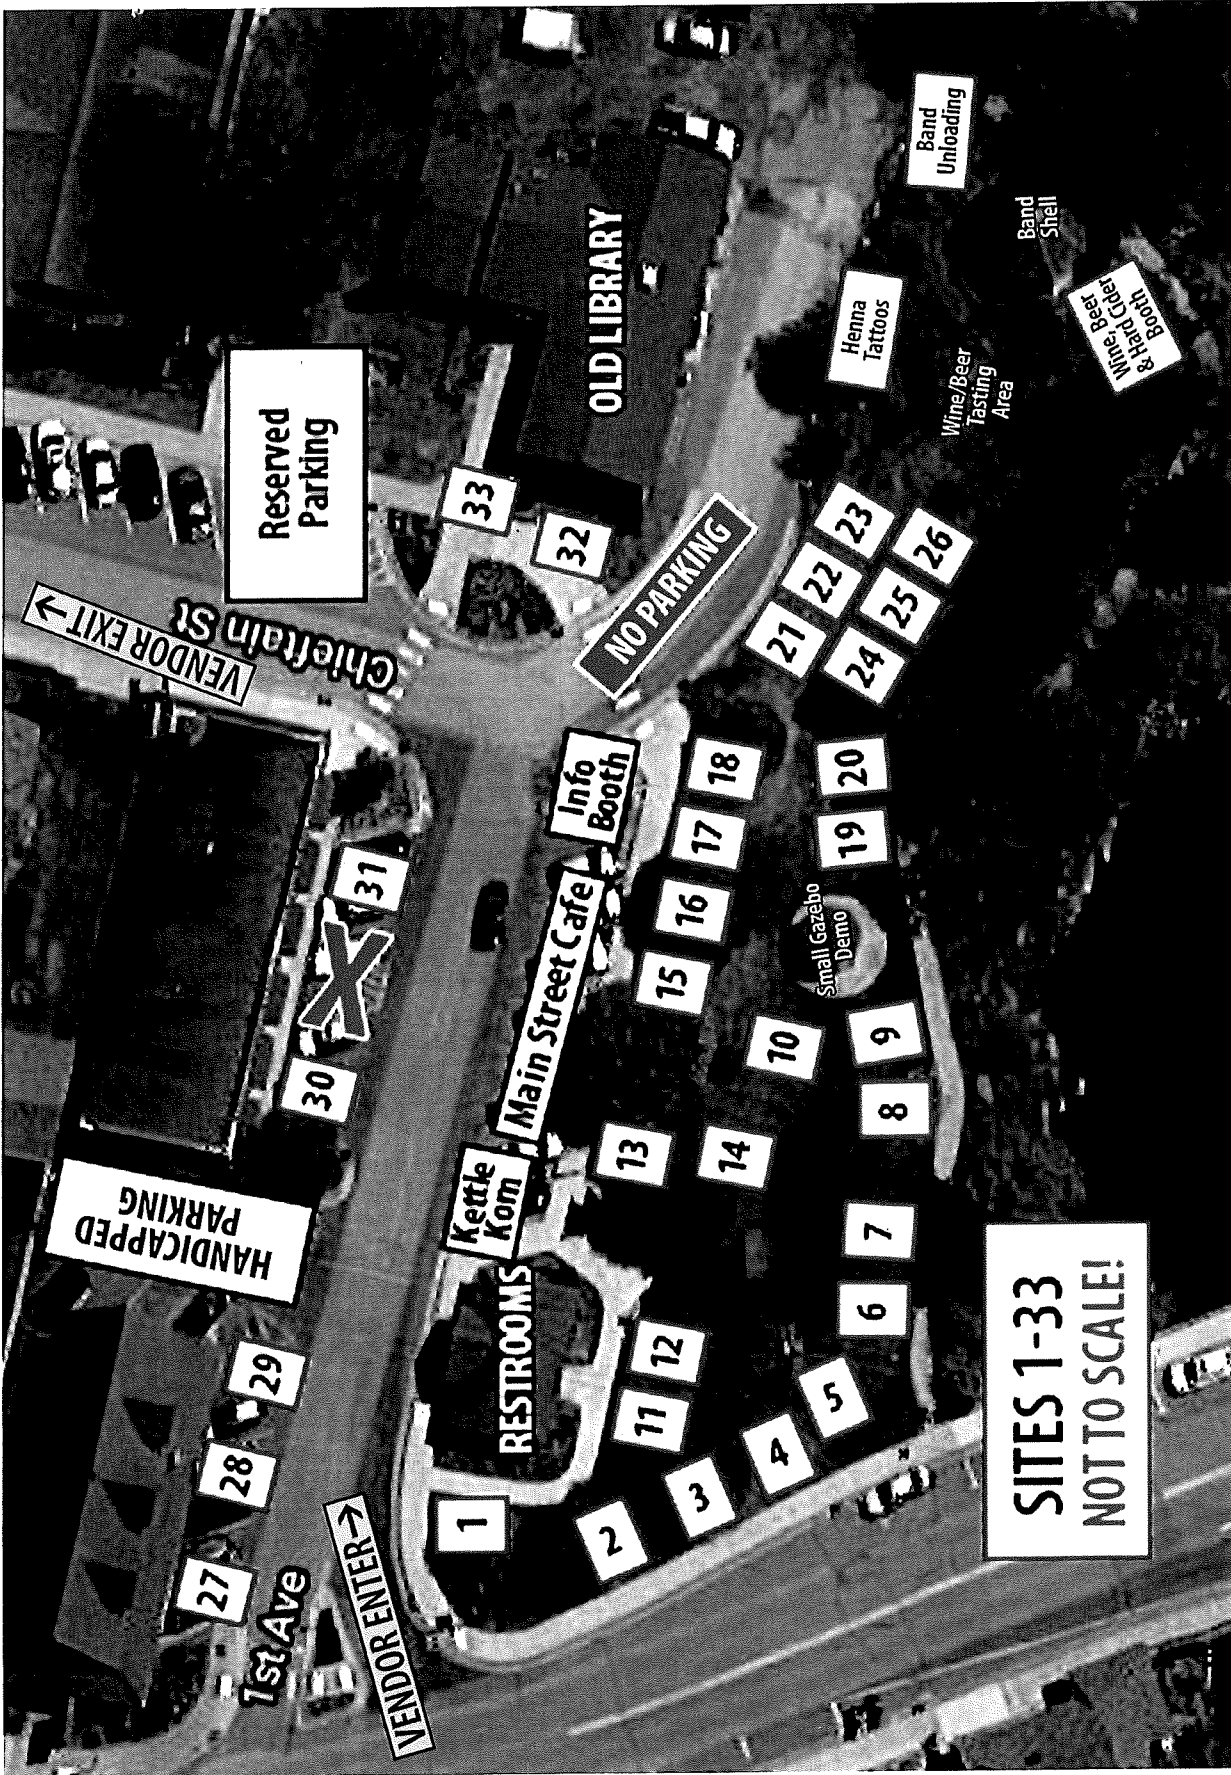 VENDOR EXIT→
Chieftain St
Reserved
Parking
33
32
OLD LIBRARY
NO PARKING
Band
Unloading
Band
Shell
Henna
Tattoos
Wine/Beer
Tasting
Area
Wine, Beer
& Hard Cider
Booth
HANDICAPPED
PARKING
27
28
29
30
X
31
1st Ave
VENDOR ENTER→
RESTROOMS
Kettle
Korn
Main Street Cafe
Info
Booth
1
2
3
4
5
6
7
8
9
10
11
12
13
14
15
16
17
18
Small Gazebo
Demo
19
20
21
22
23
24
25
26
SITES 1-33
NOT TO SCALE!